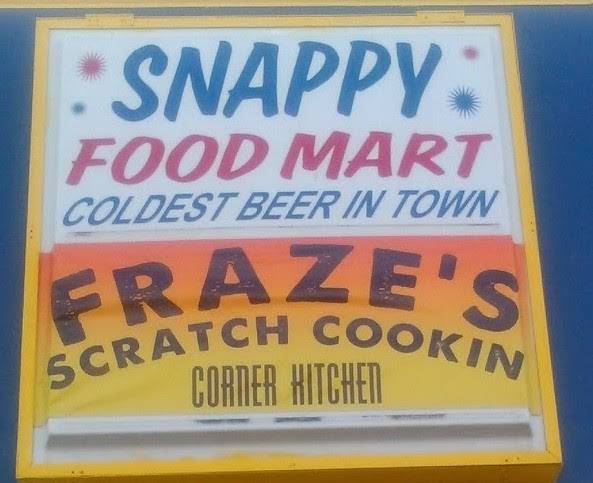 SNAPPY
FOOD MART
COLDEST BEER IN TOWN
FRAZE'S
SCRATCH COOKIN
CORNER KITCHEN